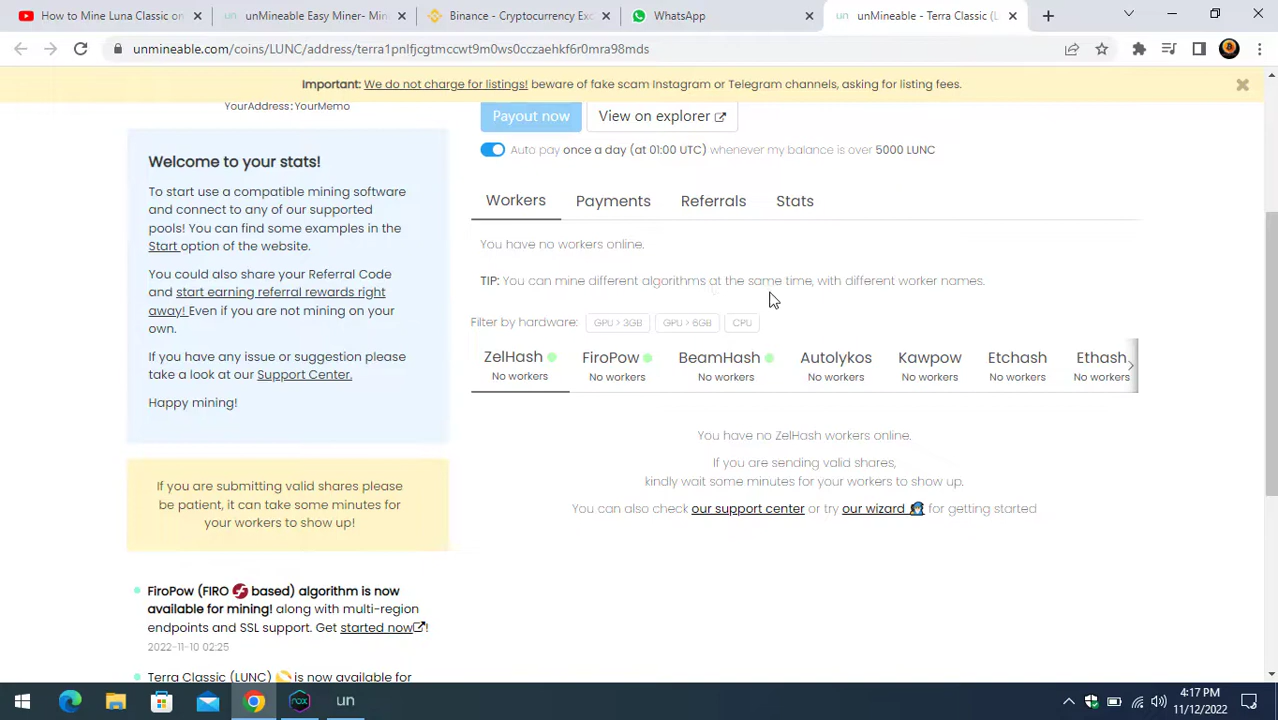 How to Mine Luna Classic on
unMineable Easy Miner- Min
Binance - Cryptocurrency Exc
WhatsApp
unMineable - Terra Classic (L
unmineable.com/coins/LUNC/address/terra1pnlfjcgtmccwt9m0ws0cczaehkf6r0mra98mds
Important: We do not charge for listings! beware of fake scam Instagram or Telegram channels, asking for listing fees.
YourAddress:YourMemo
Welcome to your stats!
To start use a compatible mining software
and connect to any of our supported
pools! You can find some examples in the
Start option of the website.
You could also share your Referral Code
and start earning referral rewards right
away! Even if you are not mining on your
own.
If you have any issue or suggestion please
take a look at our Support Center.
Happy mining!
If you are submitting valid shares please
be patient, it can take some minutes for
your workers to show up!
FiroPow (FIRO based) algorithm is now
available for mining! along with multi-region
endpoints and SSL support. Get started now!
2022-11-10 02:25
Terra Classic (LUNC) is now available for
Payout now
View on explorer
Auto pay once a day (at 01:00 UTC) whenever my balance is over 5000 LUNC
Workers Payments Referrals Stats
You have no workers online.
TIP: You can mine different algorithms at the same time, with different worker names.
Filter by hardware: GPU > 3GB GPU > 6GB CPU
ZelHash FiroPow BeamHash Autolykos Kawpow Etchash Ethash
No workers No workers No workers No workers No workers No workers No workers
You have no ZelHash workers online.
If you are sending valid shares,
kindly wait some minutes for your workers to show up.
You can also check our support center or try our wizard for getting started
nox
un
4:17 PM
11/12/2022